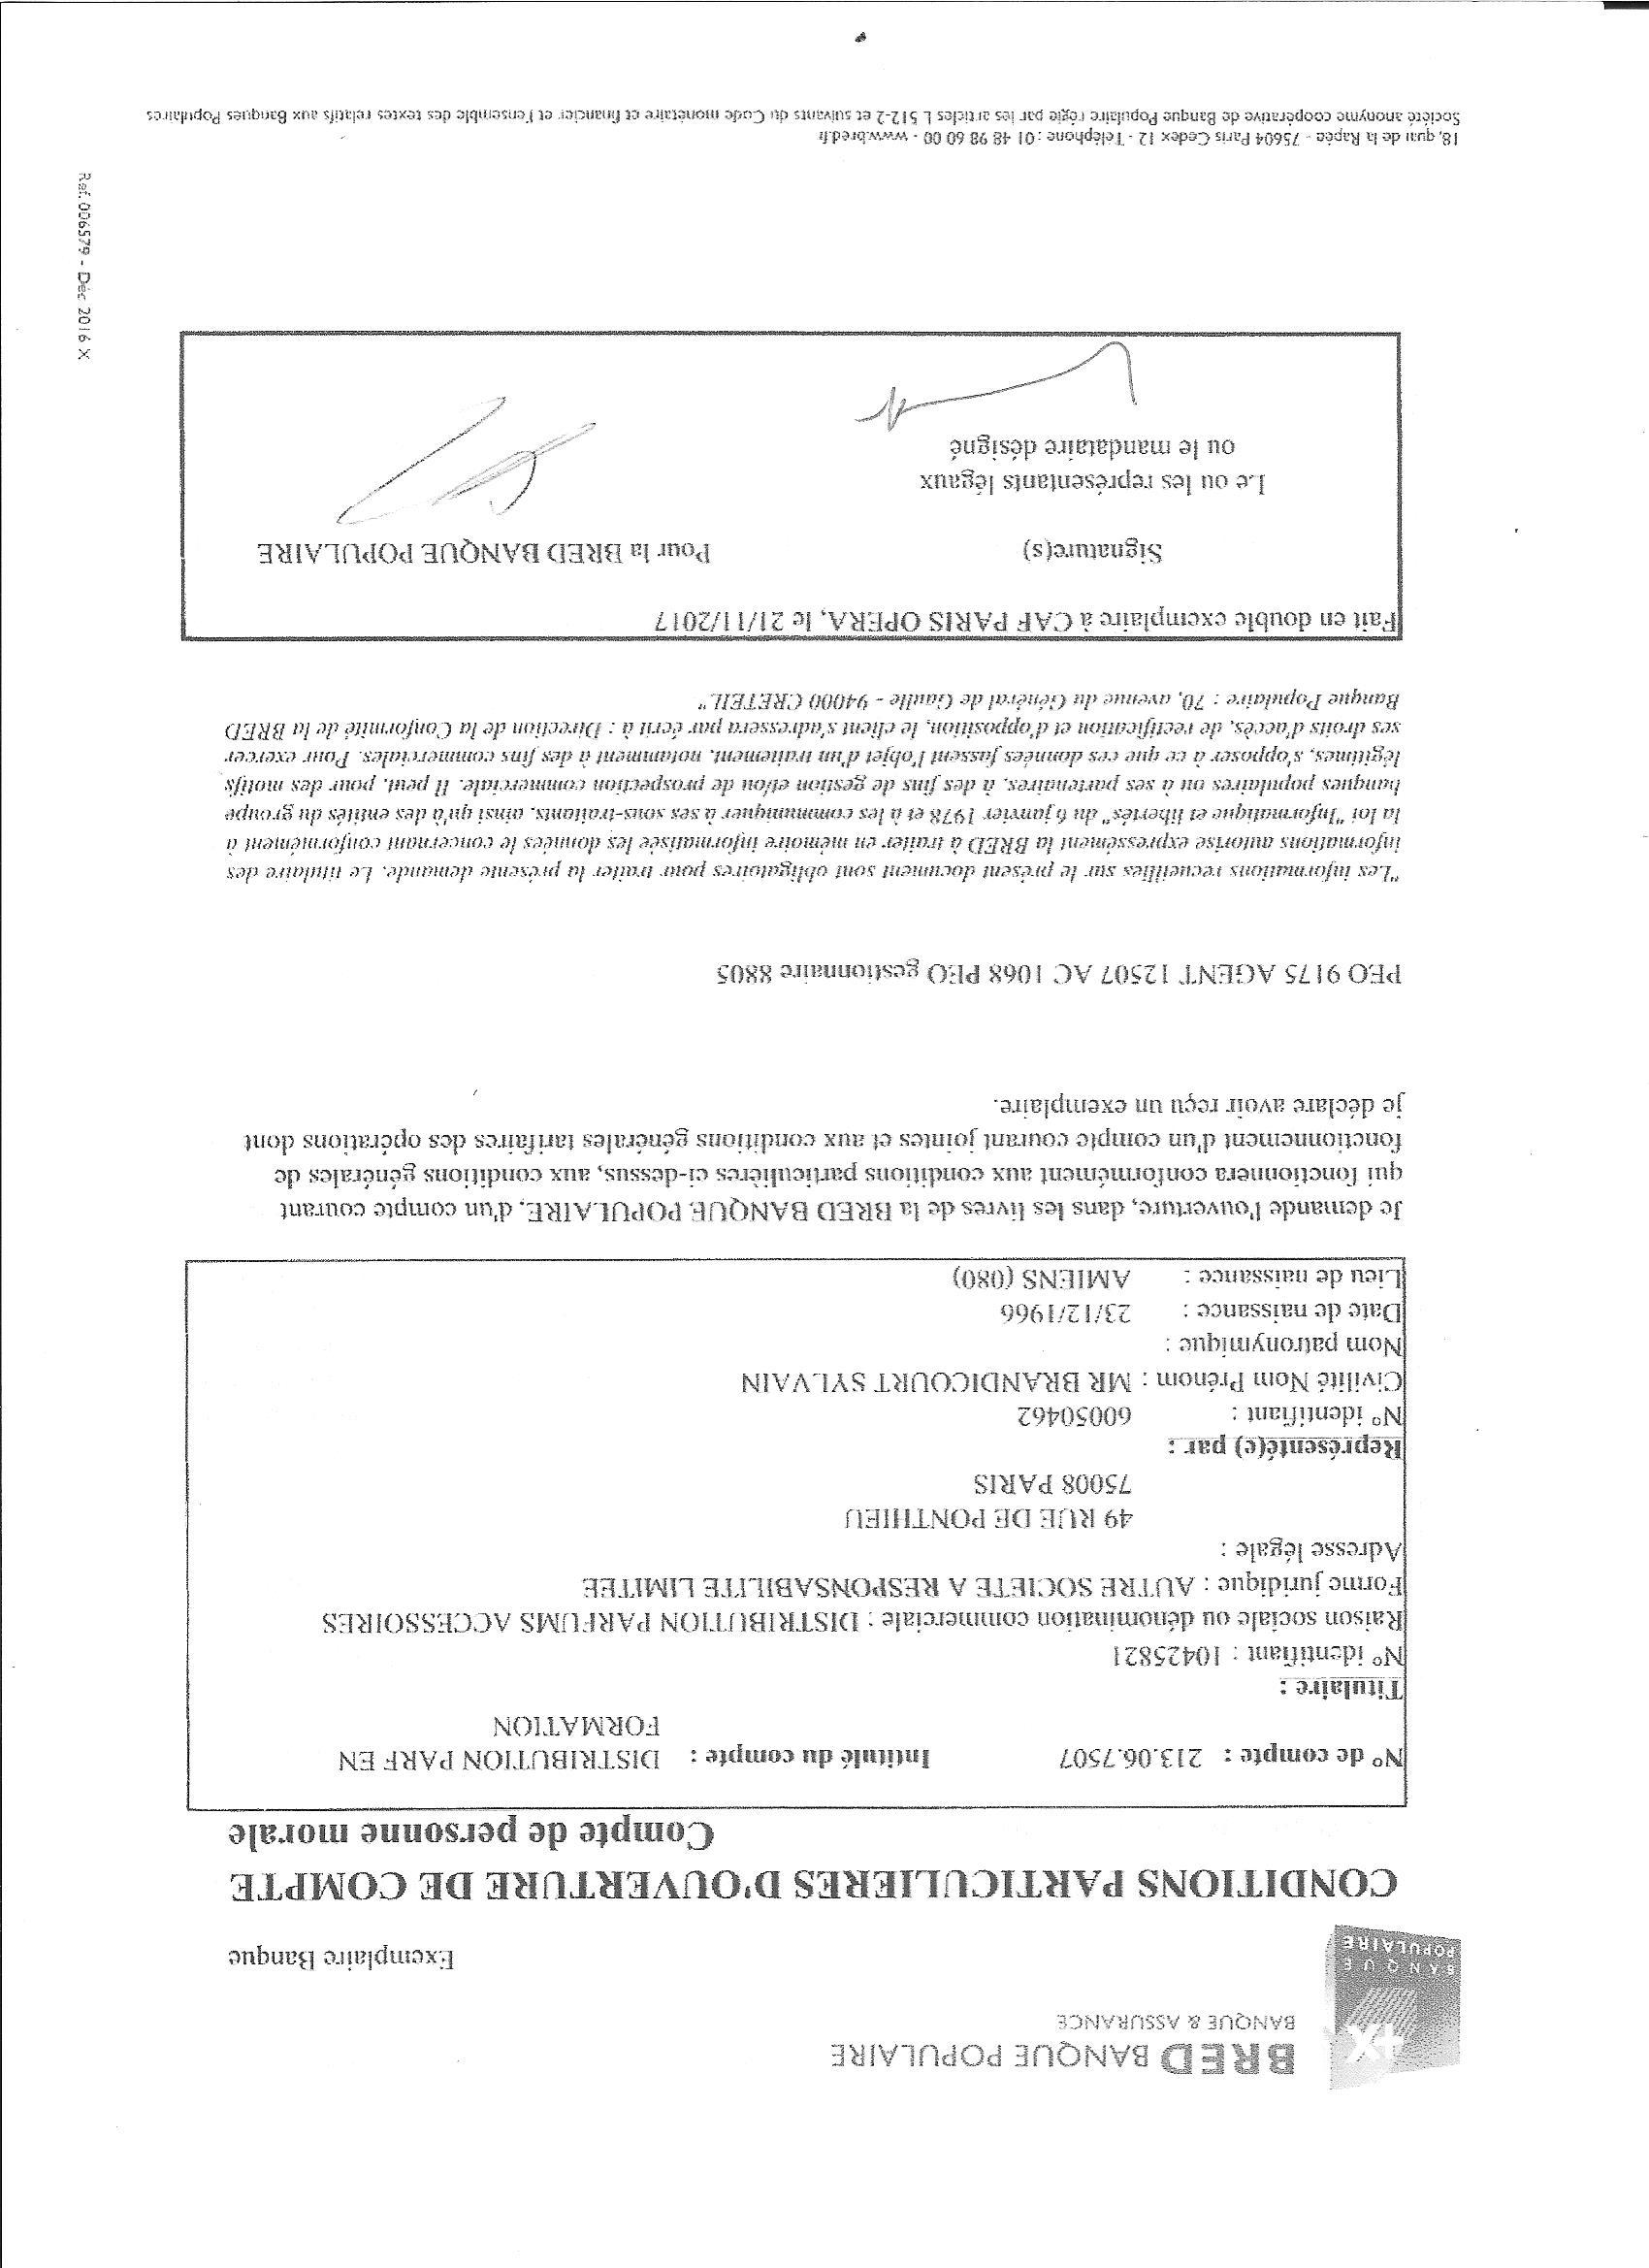 BRED BANQUE POPULAIRE
BANQUE & ASSURANCE
BANQUE
POPULAIRE
Exemplaire Banque
CONDITIONS PARTICULIERES D'OUVERTURE DE COMPTE
Compte de personne morale
N° de compte : 213.06.7507 Intitulé du compte : DISTRIBUTION PARF EN
FORMATION
Titulaire :
N° identifiant : 10425821
Raison sociale ou dénomination commerciale : DISTRIBUTION PARFUMS ACCESSOIRES
Forme juridique : AUTRE SOCIETE A RESPONSABILITE LIMITEE
Adresse légale :
49 RUE DE PONTHIEU
75008 PARIS
Représenté(e) par :
N° identifiant : 60050462
Civilité Nom Prénom : MR BRANDICOURT SYLVAIN
Nom patronymique :
Date de naissance : 23/12/1966
Lieu de naissance : AMIENS (080)
Je demande l'ouverture, dans les livres de la BRED BANQUE POPULAIRE, d'un compte courant
qui fonctionnera conformément aux conditions particulières ci-dessus, aux conditions générales de
fonctionnement d'un compte courant jointes et aux conditions générales tarifaires des opérations dont
je déclare avoir reçu un exemplaire.
PEO 9175 AGENT 12507 AC 1068 PEO gestionnaire 8805
"Les informations recueillies sur le présent document sont obligatoires pour traiter la présente demande. Le titulaire des
informations autorise expressément la BRED à traiter en mémoire informatisée les données le concernant conformément à
la loi "Informatique et libertés" du 6 janvier 1978 et à les communiquer à ses sous-traitants, ainsi qu'à des entités du groupe
banques populaires ou à ses partenaires, à des fins de gestion et/ou de prospection commerciale. Il peut, pour des motifs
légitimes, s'opposer à ce que ces données fassent l'objet d'un traitement, notamment à des fins commerciales. Pour exercer
ses droits d'accès, de rectification et d'opposition, le client s'adressera par écrit à : Direction de la Conformité de la BRED
Banque Populaire : 70, avenue du Général de Gaulle - 94000 CRETEIL"
Fait en double exemplaire à CAF PARIS OPERA, le 21/11/2017
Signature(s) Pour la BRED BANQUE POPULAIRE
Le ou les représentants légaux
ou le mandataire désigné
Ref. 006579 - Déc 2016 X
18, quai de la Rapée - 75604 Paris Cedex 12 - Téléphone : 01 48 98 60 00 - www.bred.fr
Société anonyme coopérative de Banque Populaire régie par les articles L 512-2 et suivants du Code monétaire et financier et l'ensemble des textes relatifs aux Banques Populaires